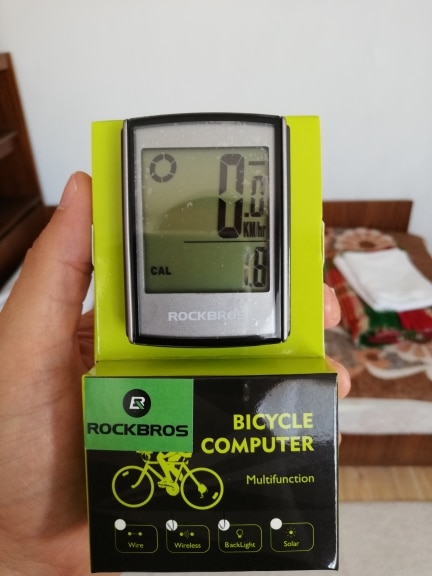 0.0
KM/hr
CAL
.8
ROCKBROS
ROCKBROS
BICYCLE
COMPUTER
Multifunction
Wire
Wireless
BackLight
Solar